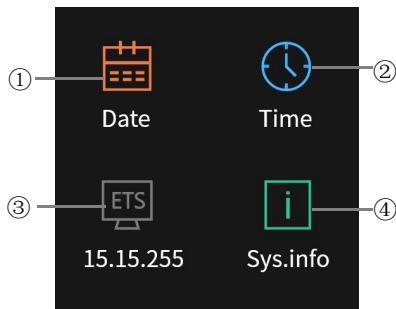 ① ②
Date Time
③ ETS ④ i
15.15.255 Sys.info